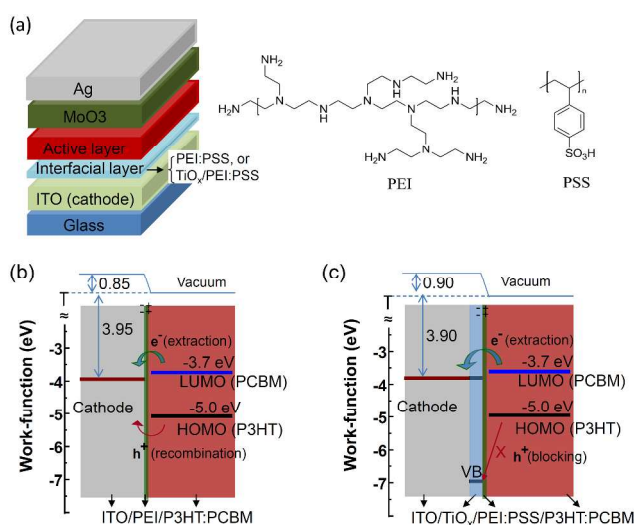 (a)
Ag
MoO3
Active layer
Interfacial layer
PEI:PSS, or
TiOx/PEI:PSS
ITO (cathode)
Glass
NH2
NH2
NH2
H2N
N
N
H
N
N
H
N
H
N
N
H
NH2
N
H2N
NH2
PEI
n
SO3H
PSS
(b)
0.85
Vacuum
3.95
e- (extraction)
-3.7 eV
LUMO (PCBM)
Cathode
-5.0 eV
HOMO (P3HT)
h+ (recombination)
Work-function (eV)
-3
-4
-5
-6
-7
ITO/PEI/P3HT:PCBM
(c)
0.90
Vacuum
3.90
e- (extraction)
-3.7 eV
LUMO (PCBM)
Cathode
-5.0 eV
HOMO (P3HT)
X
h+ (blocking)
VB
Work-function (eV)
-3
-4
-5
-6
-7
ITO/TiOx/PEI:PSS/P3HT:PCBM